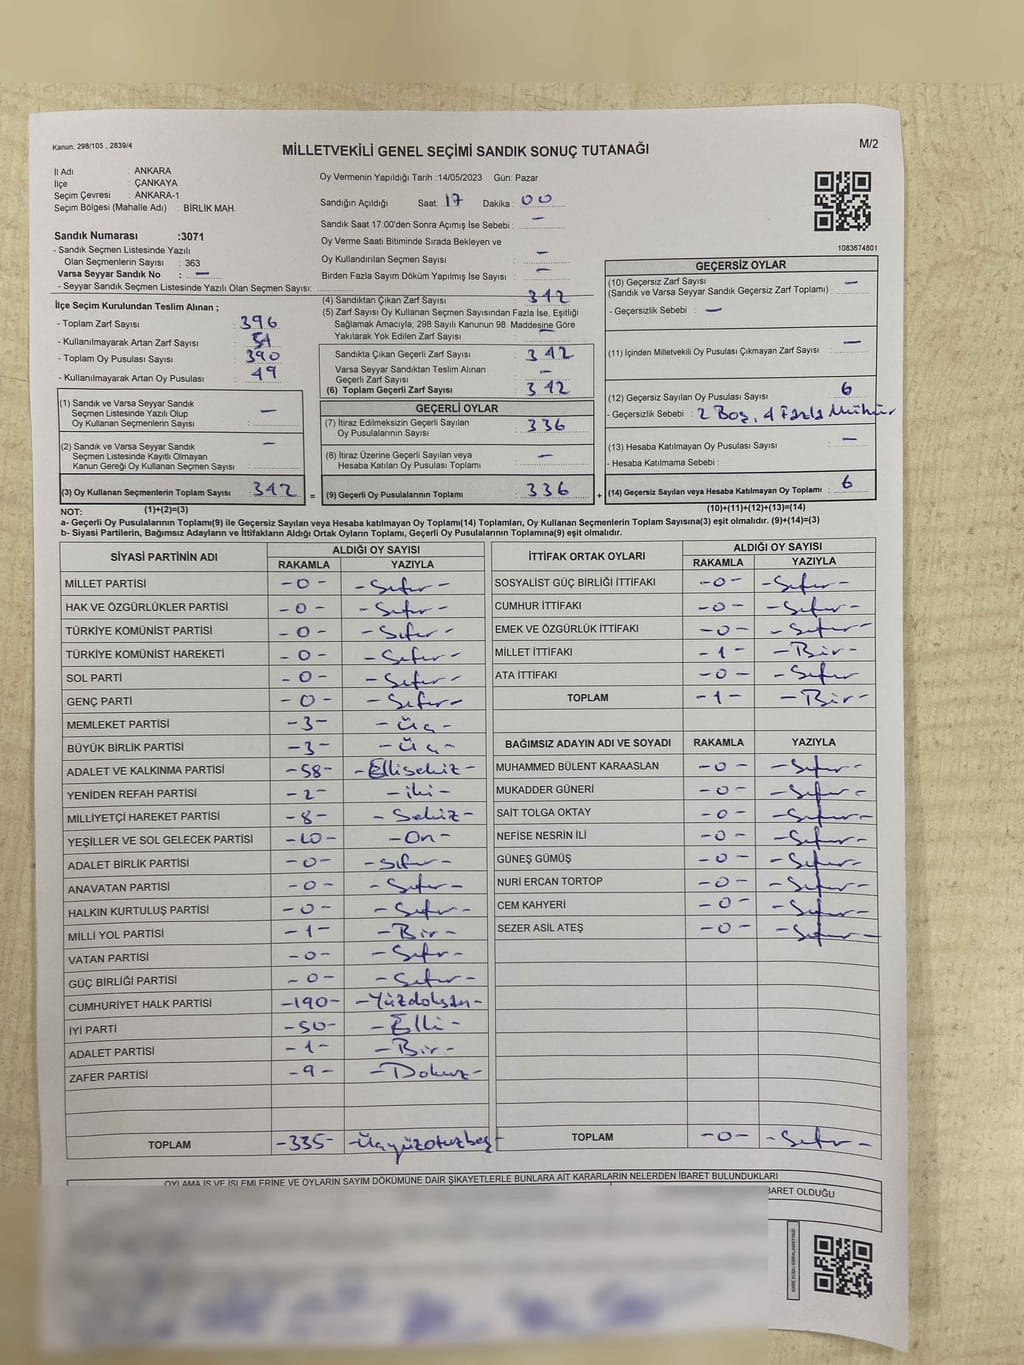 Kanun, 298/105 , 2839/4
MİLLETVEKİLİ GENEL SEÇİMİ SANDIK SONUÇ TUTANAĞI
M/2
İl Adı : ANKARA
İlçe : ÇANKAYA
Seçim Çevresi : ANKARA-1
Seçim Bölgesi (Mahalle Adı) : BİRLİK MAH.
Sandık Numarası :3071
- Sandık Seçmen Listesinde Yazılı
Olan Seçmenlerin Sayısı : 363
Varsa Seyyar Sandık No : —
- Seyyar Sandık Seçmen Listesinde Yazılı Olan Seçmen Sayısı:
Oy Vermenin Yapıldığı Tarih :14/05/2023 Gün: Pazar
Sandığın Açıldığı Saat: 17 Dakika: 00
Sandık Saat 17:00'den Sonra Açımış İse Sebebi : —
Oy Verme Saati Bitiminde Sırada Bekleyen ve
Oy Kullandırılan Seçmen Sayısı : —
Birden Fazla Sayım Döküm Yapılmış İse Sayısı : —
1083674801
İlçe Seçim Kurulundan Teslim Alınan ;
- Toplam Zarf Sayısı : 396
- Kullanılmayarak Artan Zarf Sayısı : 54
- Toplam Oy Pusulası Sayısı : 390
- Kullanılmayarak Artan Oy Pusulası : 49
(1) Sandık ve Varsa Seyyar Sandık
Seçmen Listesinde Yazılı Olup
Oy Kullanan Seçmenlerin Sayısı : —
(2) Sandık ve Varsa Seyyar Sandık
Seçmen Listesinde Kayıtlı Olmayan
Kanun Gereği Oy Kullanan Seçmen Sayısı : —
(3) Oy Kullanan Seçmenlerin Toplam Sayısı : 342 =
(1)+(2)=(3)
(4) Sandıktan Çıkan Zarf Sayısı : 342
(5) Zarf Sayısı Oy Kullanan Seçmen Sayısından Fazla İse, Eşitliği
Sağlamak Amacıyla; 298 Sayılı Kanunun 98. Maddesine Göre
Yakılarak Yok Edilen Zarf Sayısı : —
Sandıkta Çıkan Geçerli Zarf Sayısı : 342
Varsa Seyyar Sandıktan Teslim Alınan
Geçerli Zarf Sayısı : —
(6) Toplam Geçerli Zarf Sayısı : 342
GEÇERLİ OYLAR
(7) İtiraz Edilmeksizin Geçerli Sayılan
Oy Pusulalarının Sayısı : 336
(8) İtiraz Üzerine Geçerli Sayılan veya
Hesaba Katılan Oy Pusulası Toplamı : —
(9) Geçerli Oy Pusulalarının Toplamı : 336 +
GEÇERSİZ OYLAR
(10) Geçersiz Zarf Sayısı : —
(Sandık ve Varsa Seyyar Sandık Geçersiz Zarf Toplamı) :
- Geçersizlik Sebebi : —
(11) İçinden Milletvekili Oy Pusulası Çıkmayan Zarf Sayısı : —
(12) Geçersiz Sayılan Oy Pusulası Sayısı : 6
- Geçersizlik Sebebi : 2 Boş, 4 Fazla Mühür
(13) Hesaba Katılmayan Oy Pusulası Sayısı : —
- Hesaba Katılmama Sebebi :
(14) Geçersiz Sayılan veya Hesaba Katılmayan Oy Toplamı : 6
(10)+(11)+(12)+(13)=(14)
NOT:
a- Geçerli Oy Pusulalarının Toplamı(9) ile Geçersiz Sayılan veya Hesaba katılmayan Oy Toplamı(14) Toplamları, Oy Kullanan Seçmenlerin Toplam Sayısına(3) eşit olmalıdır. (9)+(14)=(3)
b- Siyasi Partilerin, Bağımsız Adayların ve İttifakların Aldığı Ortak Oyların Toplamı, Geçerli Oy Pusulalarının Toplamına(9) eşit olmalıdır.
SİYASİ PARTİNİN ADI ALDIĞI OY SAYISI
RAKAMLA YAZIYLA
MİLLET PARTİSİ -0- -Sıfır-
HAK VE ÖZGÜRLÜKLER PARTİSİ -0- -Sıfır-
TÜRKİYE KOMÜNİST PARTİSİ -0- -Sıfır-
TÜRKİYE KOMÜNİST HAREKETİ -0- -Sıfır-
SOL PARTİ -0- -Sıfır-
GENÇ PARTİ -0- -Sıfır-
MEMLEKET PARTİSİ -3- -Üç-
BÜYÜK BİRLİK PARTİSİ -3- -Üç-
ADALET VE KALKINMA PARTİSİ -58- -Ellisekiz-
YENİDEN REFAH PARTİSİ -2- -iki-
MİLLİYETÇİ HAREKET PARTİSİ -8- -Sekiz-
YEŞİLLER VE SOL GELECEK PARTİSİ -10- -On-
ADALET BİRLİK PARTİSİ -0- -sıfır-
ANAVATAN PARTİSİ -0- -Sıfır-
HALKIN KURTULUŞ PARTİSİ -0- -Sıfır-
MİLLİ YOL PARTİSİ -1- -Bir-
VATAN PARTİSİ -0- -Sıfır-
GÜÇ BİRLİĞİ PARTİSİ -0- -Sıfır-
CUMHURİYET HALK PARTİSİ -190- -Yüzdoksan-
İYİ PARTİ -50- -Elli-
ADALET PARTİSİ -1- -Bir-
ZAFER PARTİSİ -9- -Dokuz-
TOPLAM -335- -Üçyüzotuzbeş-
İTTİFAK ORTAK OYLARI ALDIĞI OY SAYISI
RAKAMLA YAZIYLA
SOSYALİST GÜÇ BİRLİĞİ İTTİFAKI -0- -Sıfır-
CUMHUR İTTİFAKI -0- -Sıfır-
EMEK VE ÖZGÜRLÜK İTTİFAKI -0- -Sıfır-
MİLLET İTTİFAKI -1- -Bir-
ATA İTTİFAKI -0- -Sıfır
TOPLAM -1- -Bir-
BAĞIMSIZ ADAYIN ADI VE SOYADI RAKAMLA YAZIYLA
MUHAMMED BÜLENT KARAASLAN -0- -Sıfır-
MUKADDER GÜNERİ -0- -Sıfır-
SAİT TOLGA OKTAY -0- -Sıfır-
NEFİSE NESRİN İLİ -0- -Sıfır-
GÜNEŞ GÜMÜŞ -0- -Sıfır-
NURİ ERCAN TORTOP -0- -Sıfır-
CEM KAHYERİ -0- -Sıfır-
SEZER ASİL ATEŞ -0- -Sıfır-
TOPLAM -0- -Sıfır-
OYLAMA İŞ VE İŞLEMLERİNE VE OYLARIN SAYIM DÖKÜMÜNE DAİR ŞİKAYETLERLE BUNLARA AİT KARARLARIN NELERDEN İBARET BULUNDUKLARI
BARET OLDUĞU